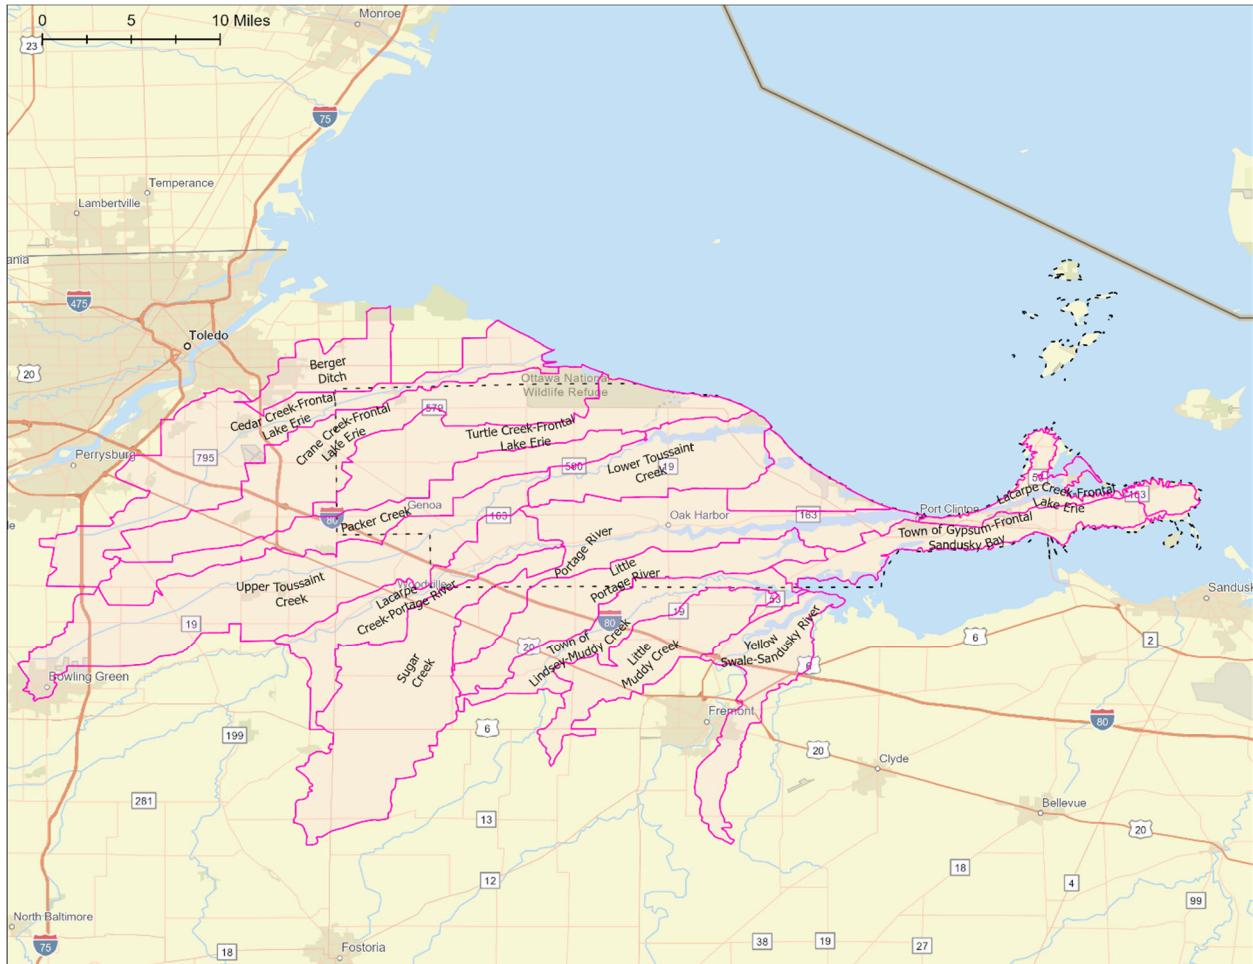 0 5 10 Miles
Monroe
23
75
Temperance
Lambertville
ania
475
Toledo
20
Berger
Ditch
Ottawa National
Wildlife Refuge
Cedar Creek-Frontal
Lake Erie
Crane Creek-Frontal
Lake Erie
579
Turtle Creek-Frontal
Lake Erie
795
Perrysburg
590
Lower Toussaint
Creek
19
53
Lacarpe Creek-Frontal
Lake Erie
163
le
80
Packer Creek
Genoa
163
Oak Harbor
163
Port Clinton
Town of Gypsum-Frontal
Sandusky Bay
Portage River
Little
Portage River
Upper Toussaint
Creek
Woodville
Lacarpe
Creek-Portage River
Sandusk
19
80
19
53
6
2
20
Town of
Lindsey-Muddy Creek
Little
Muddy Creek
Yellow
Swale-Sandusky River
6
Sugar
Creek
Bowling Green
199
6
Fremont
80
20
Clyde
281
13
Bellevue
20
12
18
4
99
North Baltimore
75
18
Fostoria
38
19
27